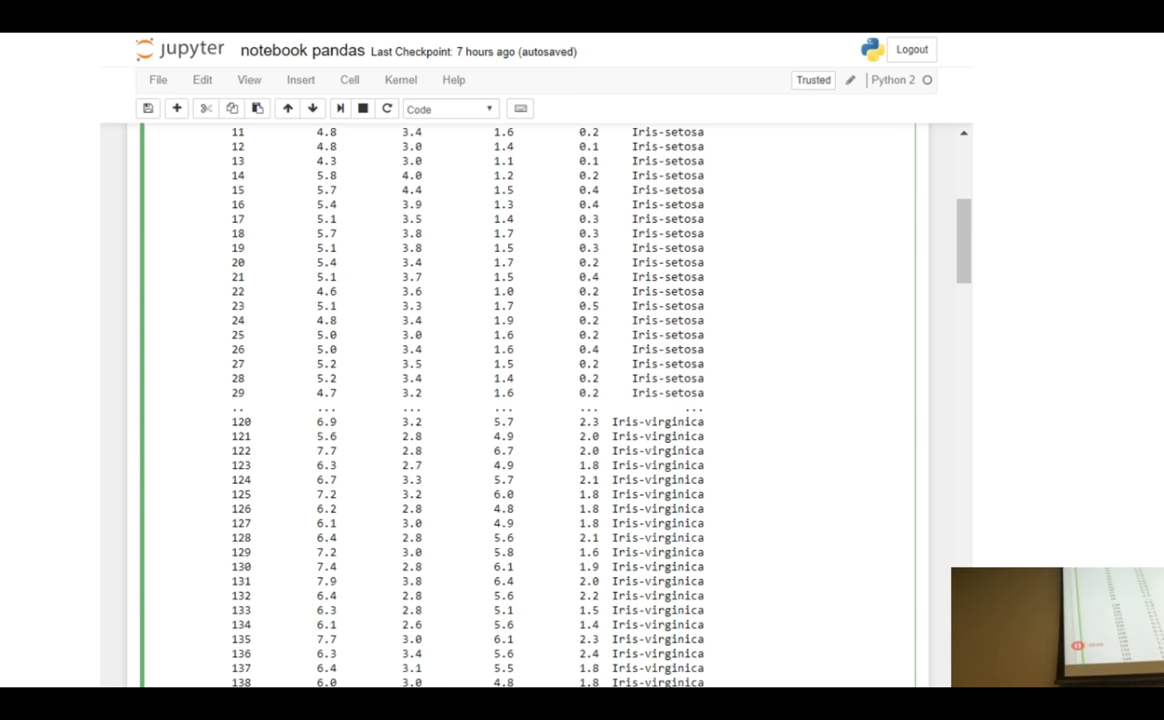 jupyter notebook pandas Last Checkpoint: 7 hours ago (autosaved) Logout
File Edit View Insert Cell Kernel Help Trusted Python 2
Code
11 4.8 3.4 1.6 0.2 Iris-setosa
12 4.8 3.0 1.4 0.1 Iris-setosa
13 4.3 3.0 1.1 0.1 Iris-setosa
14 5.8 4.0 1.2 0.2 Iris-setosa
15 5.7 4.4 1.5 0.4 Iris-setosa
16 5.4 3.9 1.3 0.4 Iris-setosa
17 5.1 3.5 1.4 0.3 Iris-setosa
18 5.7 3.8 1.7 0.3 Iris-setosa
19 5.1 3.8 1.5 0.3 Iris-setosa
20 5.4 3.4 1.7 0.2 Iris-setosa
21 5.1 3.7 1.5 0.4 Iris-setosa
22 4.6 3.6 1.0 0.2 Iris-setosa
23 5.1 3.3 1.7 0.5 Iris-setosa
24 4.8 3.4 1.9 0.2 Iris-setosa
25 5.0 3.0 1.6 0.2 Iris-setosa
26 5.0 3.4 1.6 0.4 Iris-setosa
27 5.2 3.5 1.5 0.2 Iris-setosa
28 5.2 3.4 1.4 0.2 Iris-setosa
29 4.7 3.2 1.6 0.2 Iris-setosa
.. ... ... ... ... ...
120 6.9 3.2 5.7 2.3 Iris-virginica
121 5.6 2.8 4.9 2.0 Iris-virginica
122 7.7 2.8 6.7 2.0 Iris-virginica
123 6.3 2.7 4.9 1.8 Iris-virginica
124 6.7 3.3 5.7 2.1 Iris-virginica
125 7.2 3.2 6.0 1.8 Iris-virginica
126 6.2 2.8 4.8 1.8 Iris-virginica
127 6.1 3.0 4.9 1.8 Iris-virginica
128 6.4 2.8 5.6 2.1 Iris-virginica
129 7.2 3.0 5.8 1.6 Iris-virginica
130 7.4 2.8 6.1 1.9 Iris-virginica
131 7.9 3.8 6.4 2.0 Iris-virginica
132 6.4 2.8 5.6 2.2 Iris-virginica
133 6.3 2.8 5.1 1.5 Iris-virginica
134 6.1 2.6 5.6 1.4 Iris-virginica
135 7.7 3.0 6.1 2.3 Iris-virginica
136 6.3 3.4 5.6 2.4 Iris-virginica
137 6.4 3.1 5.5 1.8 Iris-virginica
138 6.0 3.0 4.8 1.8 Iris-virginica